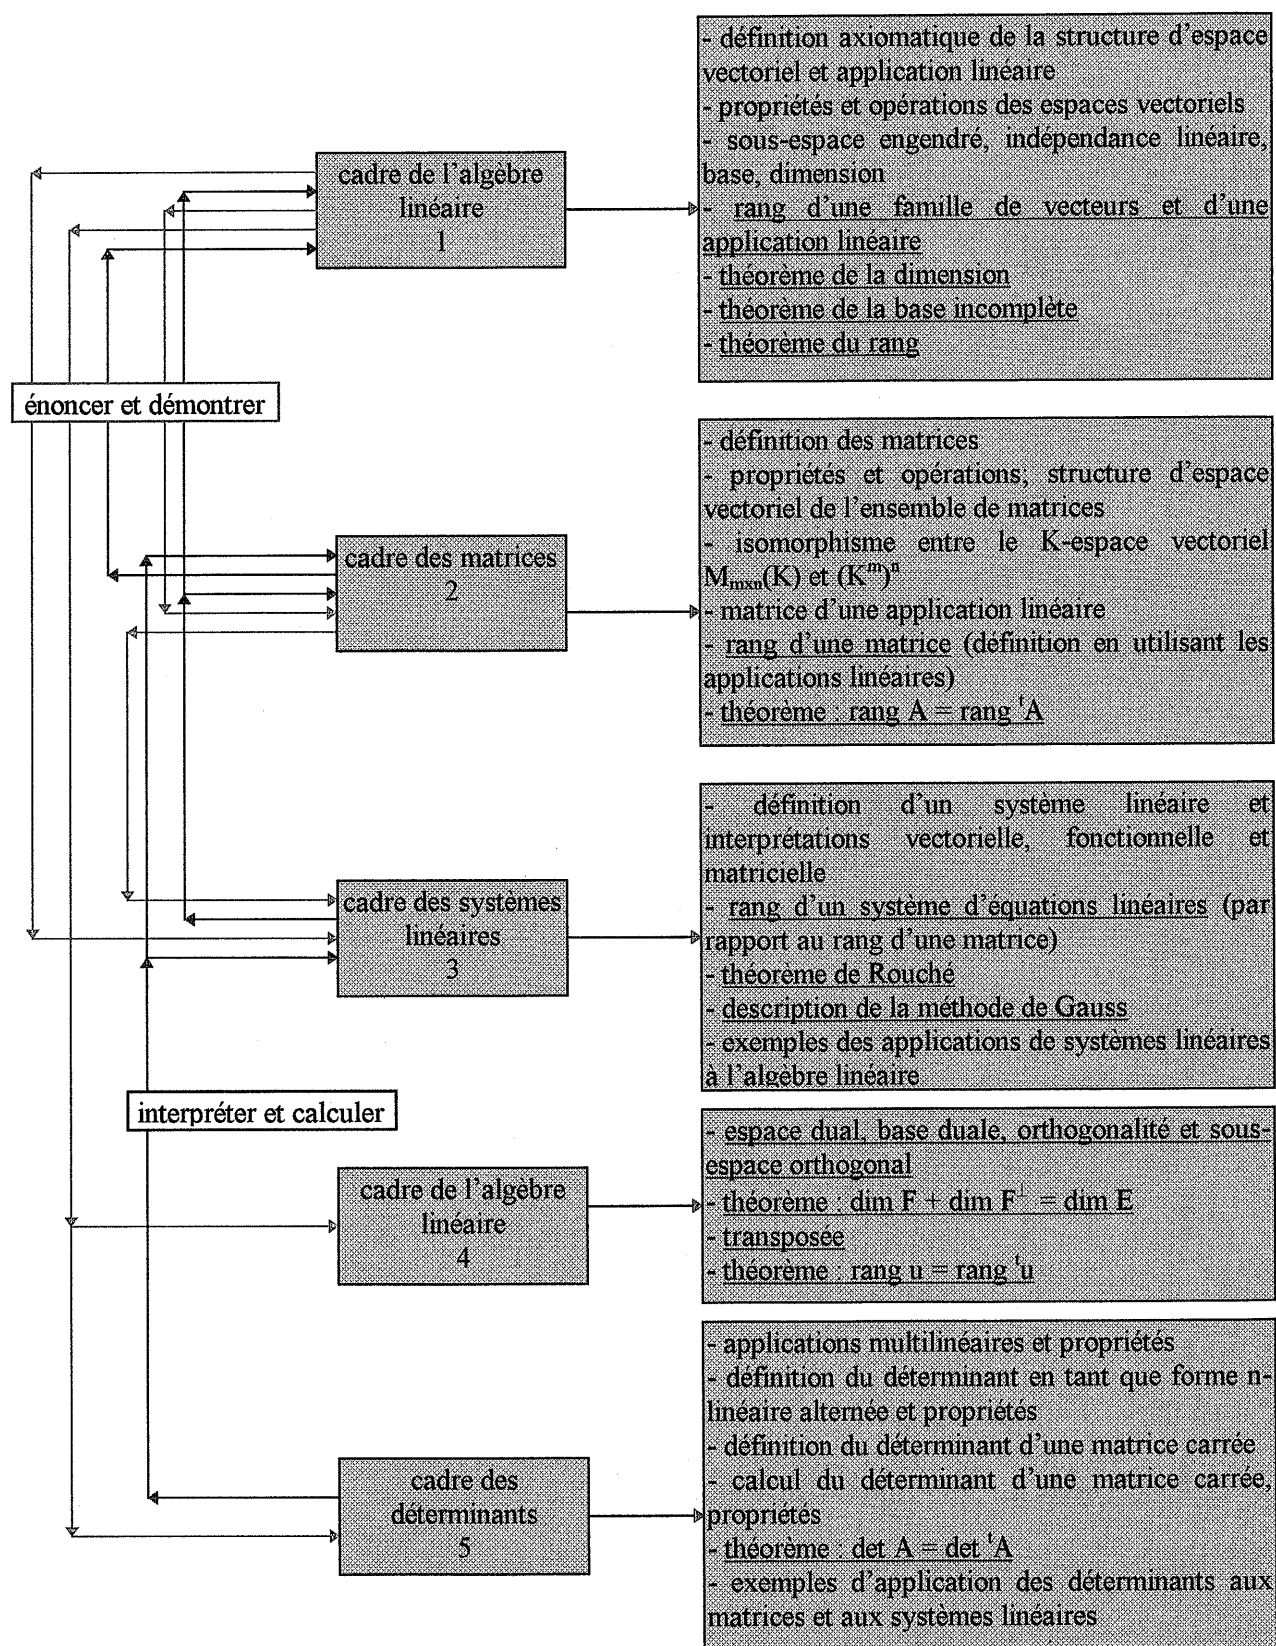 - définition axiomatique de la structure d'espace
vectoriel et application linéaire
- propriétés et opérations des espaces vectoriels
- sous-espace engendré, indépendance linéaire,
base, dimension
- rang d'une famille de vecteurs et d'une
application linéaire
- théorème de la dimension
- théorème de la base incomplète
- théorème du rang
cadre de l'algèbre
linéaire
1
énoncer et démontrer
- définition des matrices
- propriétés et opérations; structure d'espace
vectoriel de l'ensemble de matrices
- isomorphisme entre le K-espace vectoriel
Mmxn(K) et (K^m)^n
- matrice d'une application linéaire
- rang d'une matrice (définition en utilisant les
applications linéaires)
- théorème : rang A = rang ᵗA
cadre des matrices
2
- définition d'un système linéaire et
interprétations vectorielle, fonctionnelle et
matricielle
- rang d'un système d'équations linéaires (par
rapport au rang d'une matrice)
- théorème de Rouché
- description de la méthode de Gauss
- exemples des applications de systèmes linéaires
à l'algèbre linéaire
cadre des systèmes
linéaires
3
interpréter et calculer
- espace dual, base duale, orthogonalité et sous-
espace orthogonal
- théorème : dim F + dim F⊥ = dim E
- transposée
- théorème : rang u = rang ᵗu
cadre de l'algèbre
linéaire
4
- applications multilinéaires et propriétés
- définition du déterminant en tant que forme n-
linéaire alternée et propriétés
- définition du déterminant d'une matrice carrée
- calcul du déterminant d'une matrice carrée,
propriétés
- théorème : det A = det ᵗA
- exemples d'application des déterminants aux
matrices et aux systèmes linéaires
cadre des
déterminants
5